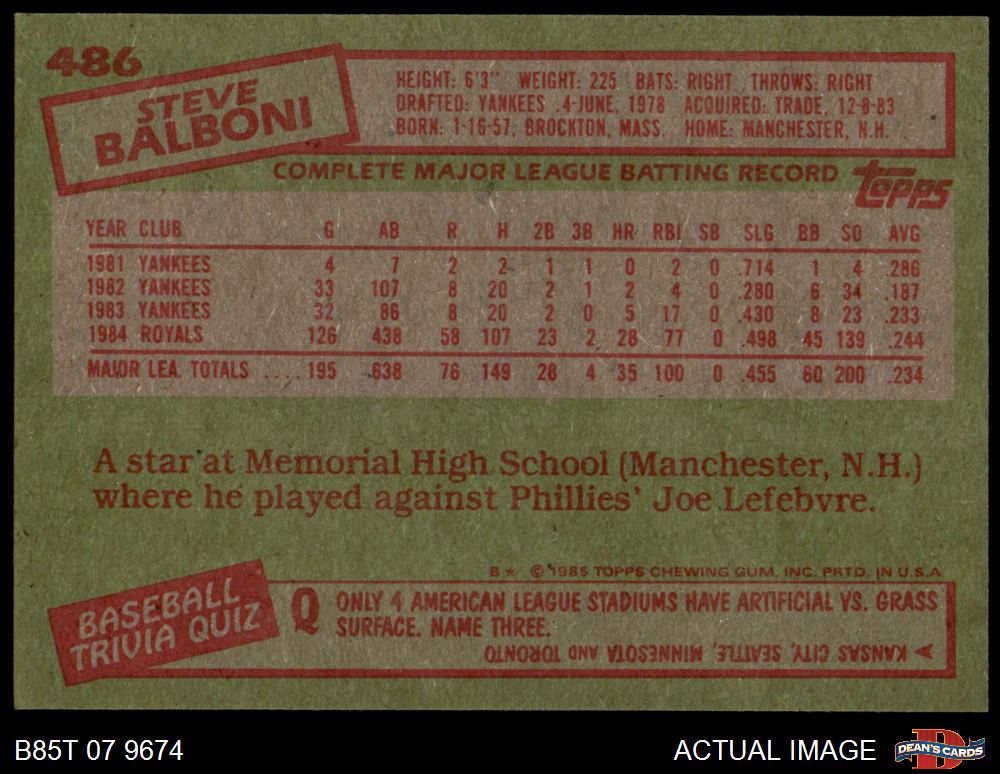 486
STEVE
BALBONI
HEIGHT: 6'3" WEIGHT: 225 BATS: RIGHT THROWS: RIGHT
DRAFTED: YANKEES .4-JUNE, 1978 ACQUIRED: TRADE, 12-8-83
BORN: 1-16-57, BROCKTON, MASS. HOME: MANCHESTER, N.H.
COMPLETE MAJOR LEAGUE BATTING RECORD
topps
YEAR CLUB G AB R H 2B 3B HR RBI SB SLG BB SO AVG
1981 YANKEES 4 7 2 2 1 1 0 2 0 .714 1 4 .286
1982 YANKEES 33 107 8 20 2 1 2 4 0 .280 6 34 .187
1983 YANKEES 32 86 8 20 2 0 5 17 0 .430 8 23 .233
1984 ROYALS 126 438 58 107 23 2 28 77 0 .498 45 139 .244
MAJOR LEA. TOTALS .... 195 638 76 149 28 4 35 100 0 .455 60 200 .234
A star at Memorial High School (Manchester, N.H.)
where he played against Phillies' Joe Lefebvre.
B★ ©1985 TOPPS CHEWING GUM, INC. PRTD. IN U.S.A
BASEBALL
TRIVIA QUIZ
Q ONLY 4 AMERICAN LEAGUE STADIUMS HAVE ARTIFICIAL VS. GRASS
SURFACE. NAME THREE.
A KANSAS CITY, SEATTLE, MINNESOTA AND TORONTO
B85T 07 9674
ACTUAL IMAGE
D
DEAN'S CARDS